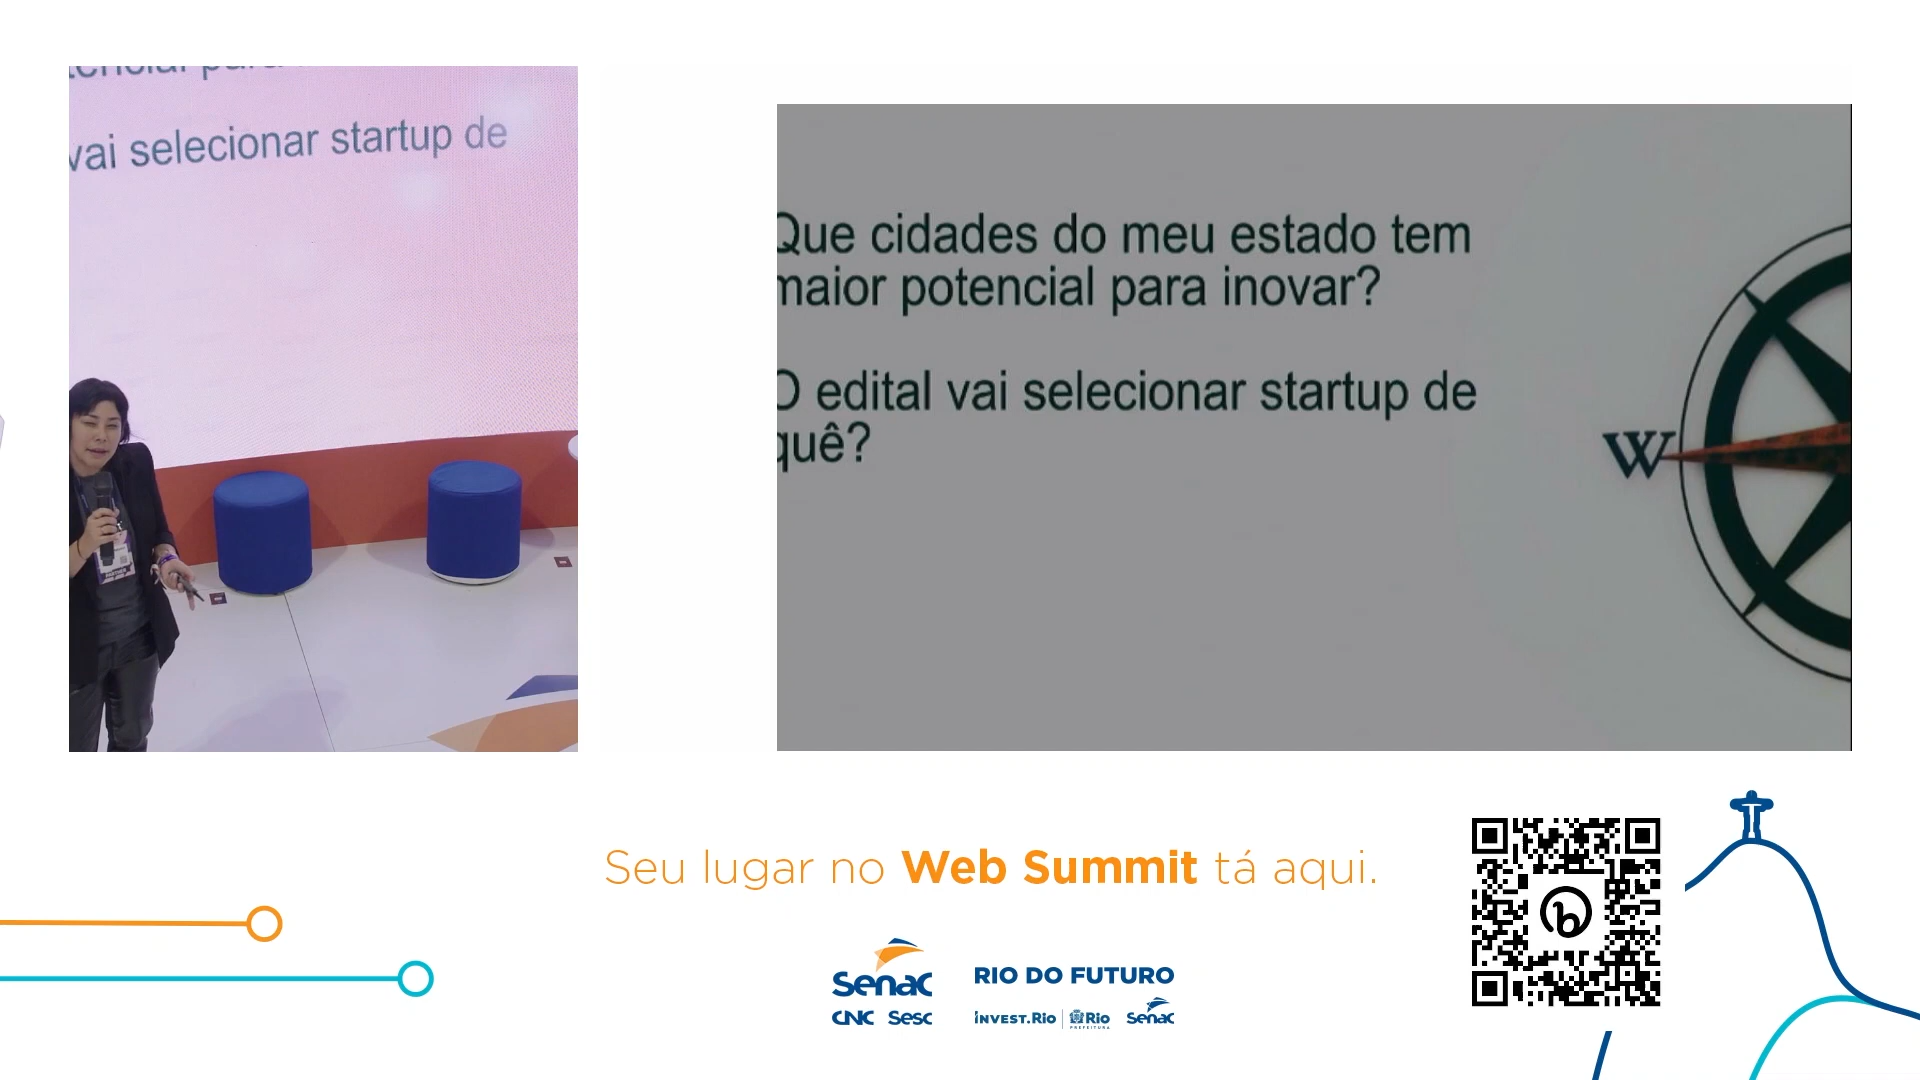 vai selecionar startup de
Que cidades do meu estado tem
maior potencial para inovar?
O edital vai selecionar startup de
quê?
W
Seu lugar no Web Summit tá aqui.
Senac
CNC Sesc
RIO DO FUTURO
INVEST.Rio
Rio
PREFEITURA
Senac
b